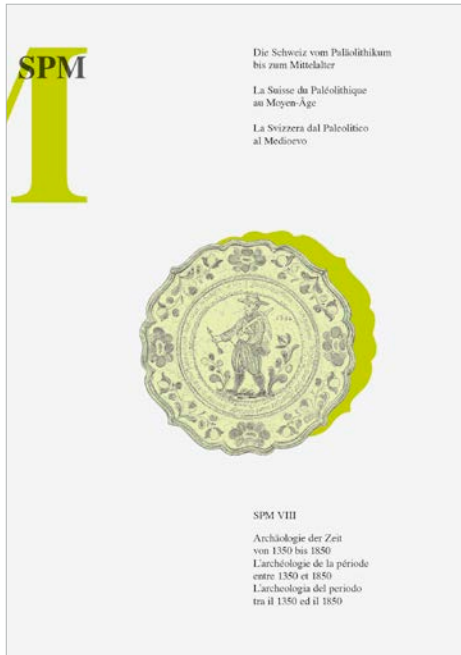 M
SPM
Die Schweiz vom Paläolithikum
bis zum Mittelalter
La Suisse du Paléolithique
au Moyen-Âge
La Svizzera dal Paleolitico
al Medioevo
SPM VIII
Archäologie der Zeit
von 1350 bis 1850
L'archéologie de la période
entre 1350 et 1850
L'archeologia del periodo
tra il 1350 ed il 1850